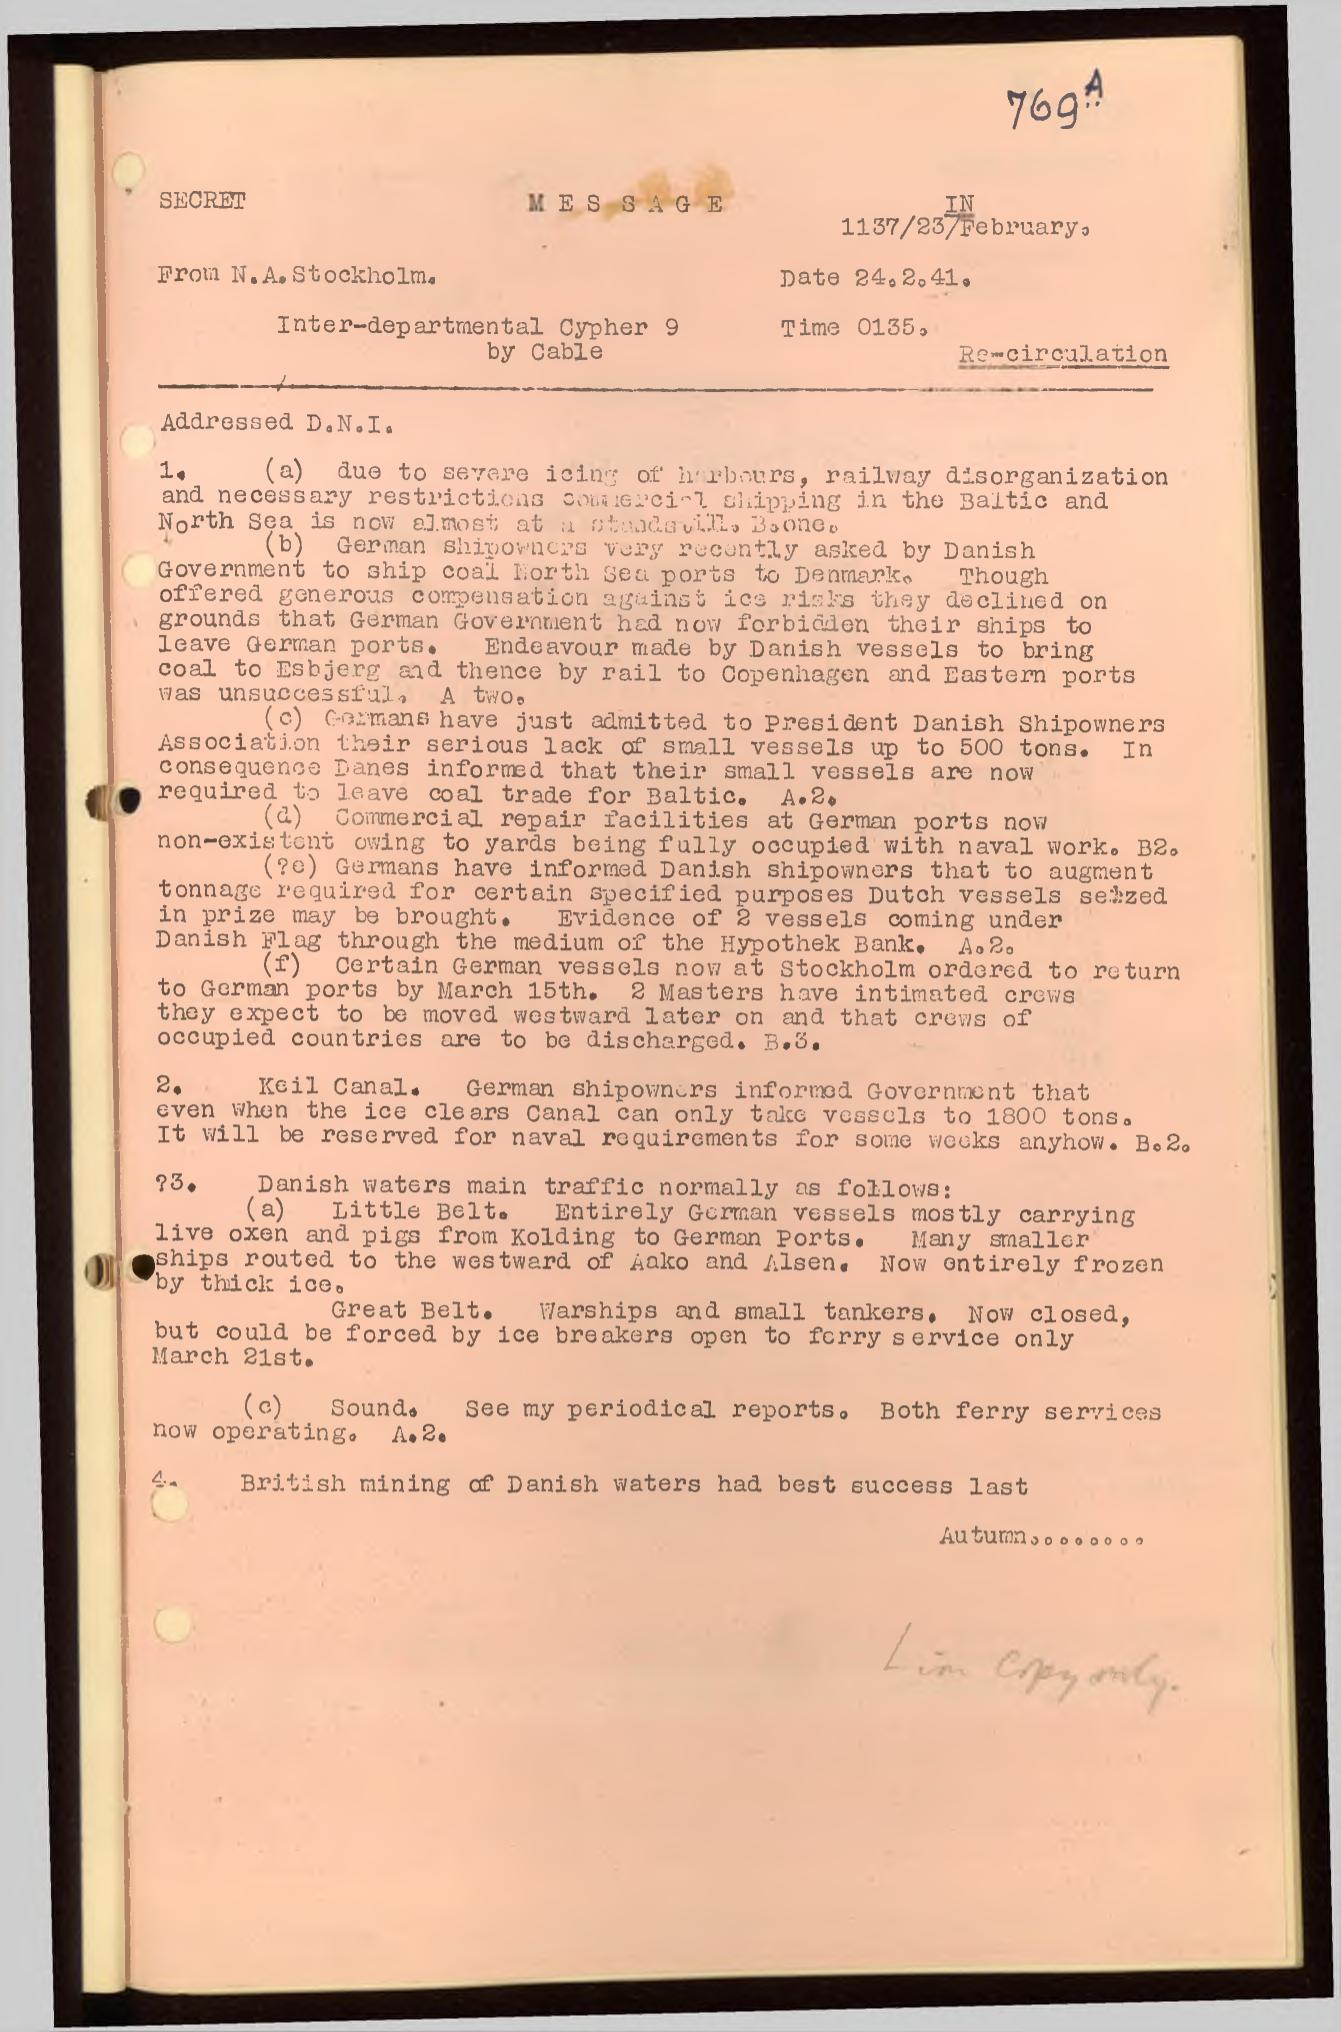 769A
SECRET
MESSAGE
IN
1137/23/February.
From N.A.Stockholm.
Date 24.2.41.
Inter-departmental Cypher 9
Time 0135.
by Cable
Re-circulation
Addressed D.N.I.
1. (a) due to severe icing of harbours, railway disorganization
and necessary restrictions commercial shipping in the Baltic and
North Sea is now almost at a standstill. B.one.
(b) German shipowners very recently asked by Danish
Government to ship coal North Sea ports to Denmark. Though
offered generous compensation against ice risks they declined on
grounds that German Government had now forbidden their ships to
leave German ports. Endeavour made by Danish vessels to bring
coal to Esbjerg and thence by rail to Copenhagen and Eastern ports
was unsuccessful. A two.
(c) Germans have just admitted to President Danish Shipowners
Association their serious lack of small vessels up to 500 tons. In
consequence Danes informed that their small vessels are now
required to leave coal trade for Baltic. A.2.
(d) Commercial repair facilities at German ports now
non-existent owing to yards being fully occupied with naval work. B2.
(?e) Germans have informed Danish shipowners that to augment
tonnage required for certain specified purposes Dutch vessels seized
in prize may be brought. Evidence of 2 vessels coming under
Danish Flag through the medium of the Hypothek Bank. A.2.
(f) Certain German vessels now at Stockholm ordered to return
to German ports by March 15th. 2 Masters have intimated crews
they expect to be moved westward later on and that crews of
occupied countries are to be discharged. B.3.
2. Keil Canal. German shipowners informed Government that
even when the ice clears Canal can only take vessels to 1800 tons.
It will be reserved for naval requirements for some weeks anyhow. B.2.
?3. Danish waters main traffic normally as follows:
(a) Little Belt. Entirely German vessels mostly carrying
live oxen and pigs from Kolding to German Ports. Many smaller
ships routed to the westward of Aako and Alsen. Now entirely frozen
by thick ice.
Great Belt. Warships and small tankers. Now closed,
but could be forced by ice breakers open to ferry service only
March 21st.
(c) Sound. See my periodical reports. Both ferry services
now operating. A.2.
4. British mining of Danish waters had best success last
Autumn........
copy only.